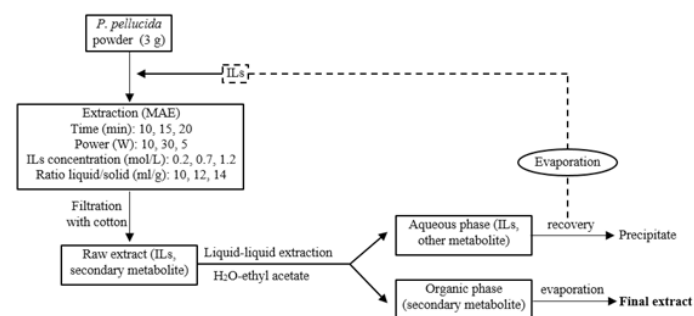 P. pellucida
powder (3 g)
ILs
Extraction (MAE)
Time (min): 10, 15, 20
Power (W): 10, 30, 5
ILs concentration (mol/L): 0.2, 0.7, 1.2
Ratio liquid/solid (ml/g): 10, 12, 14
Evaporation
Filtration
with cotton
Raw extract (ILs,
secondary metabolite)
Liquid-liquid extraction
H₂O-ethyl acetate
Aqueous phase (ILs,
other metabolite)
recovery
Precipitate
Organic phase
(secondary metabolite)
evaporation
Final extract